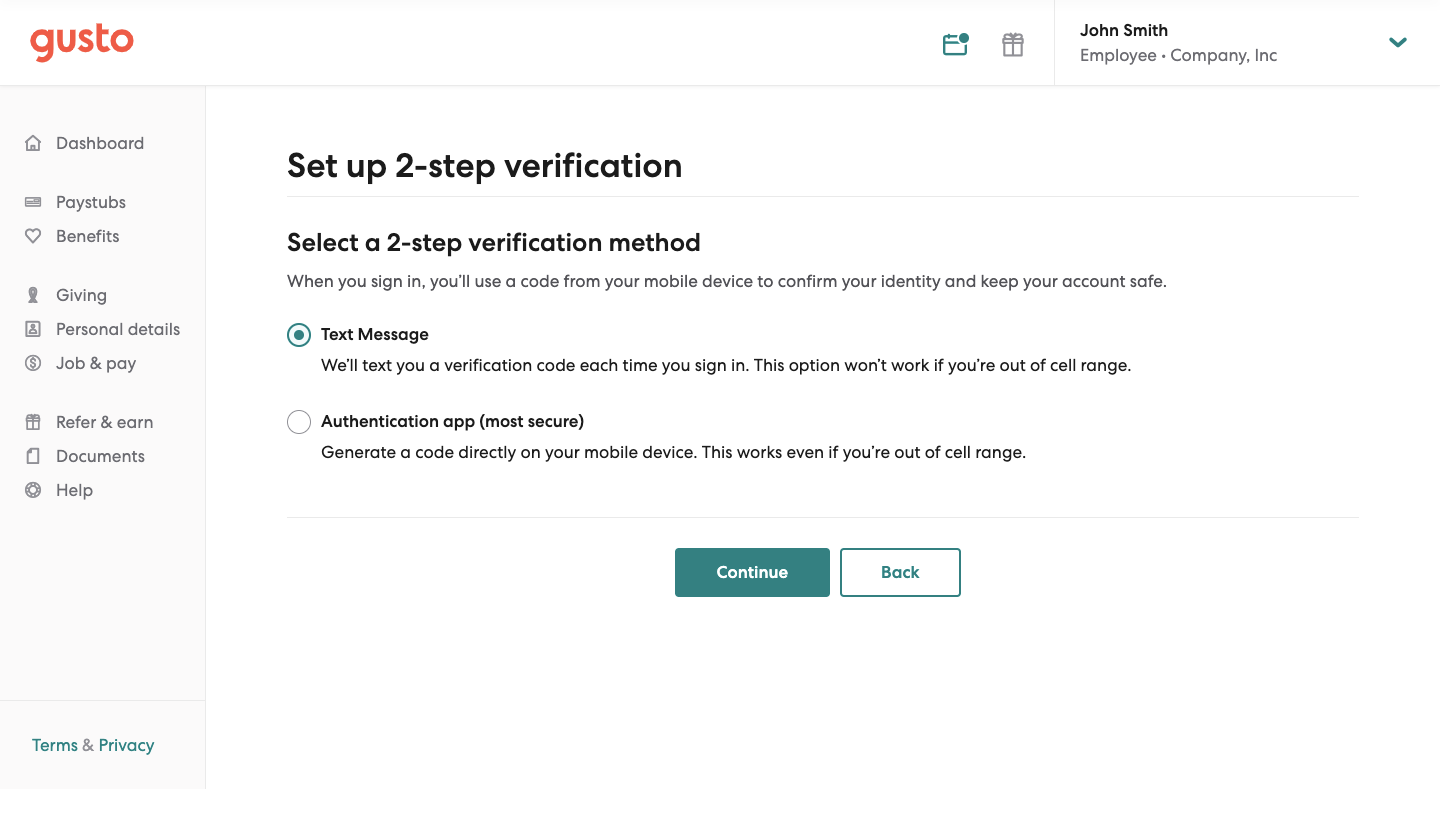 gusto
John Smith
Employee • Company, Inc
Dashboard
Paystubs
Benefits
Giving
Personal details
Job & pay
Refer & earn
Documents
Help
Terms & Privacy
Set up 2-step verification
Select a 2-step verification method
When you sign in, you’ll use a code from your mobile device to confirm your identity and keep your account safe.
Text Message
We’ll text you a verification code each time you sign in. This option won’t work if you’re out of cell range.
Authentication app (most secure)
Generate a code directly on your mobile device. This works even if you’re out of cell range.
Continue
Back